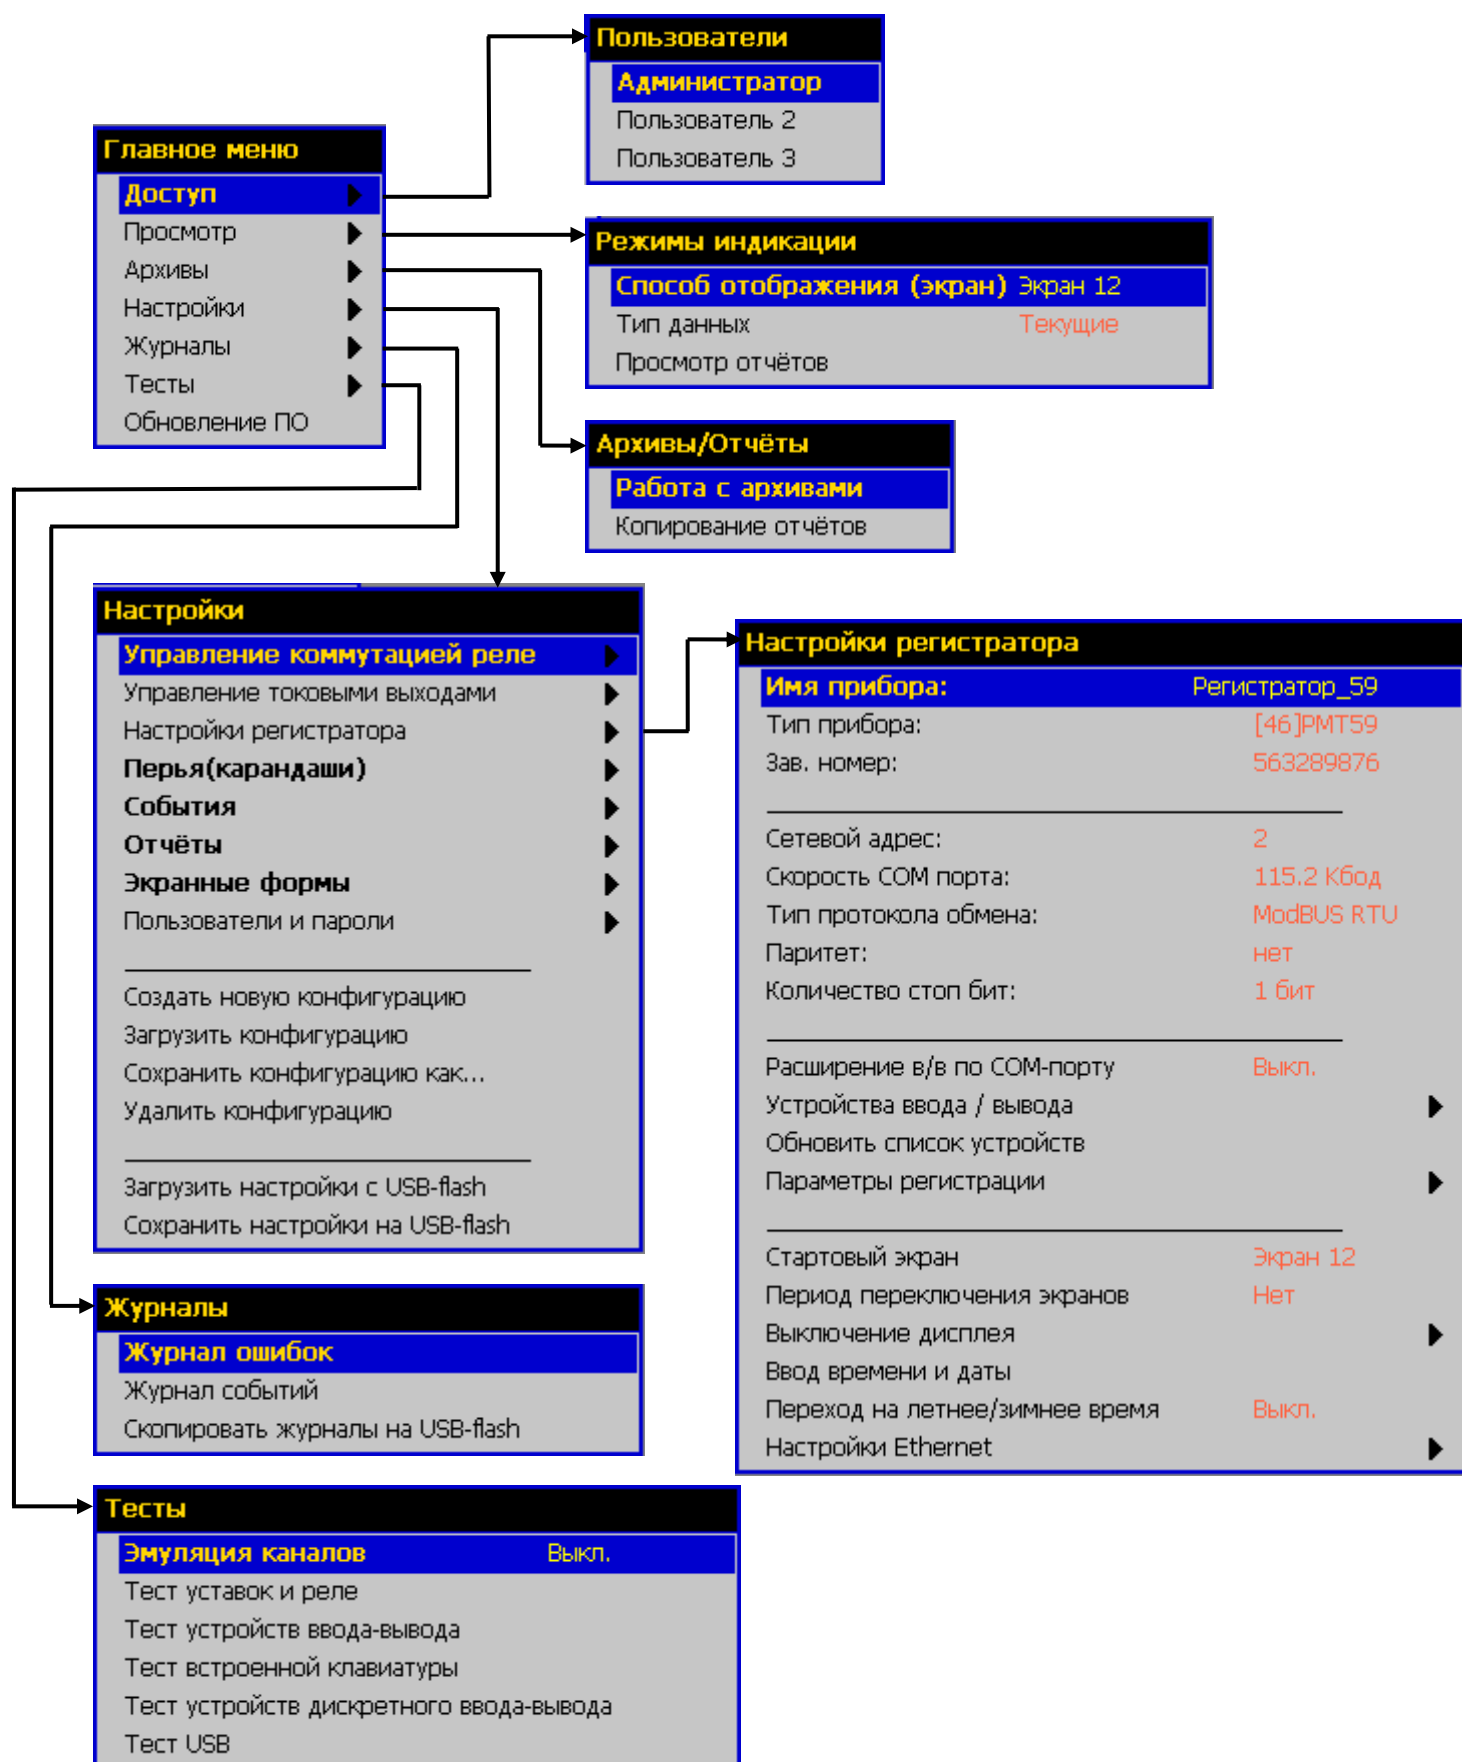 Пользователи
Администратор
Пользователь 2
Пользователь 3
Главное меню
Доступ
Просмотр
Архивы
Настройки
Журналы
Тесты
Обновление ПО
Режимы индикации
Способ отображения (экран) Экран 12
Тип данных Текущие
Просмотр отчётов
Архивы/Отчёты
Работа с архивами
Копирование отчётов
Настройки
Управление коммутацией реле
Управление токовыми выходами
Настройки регистратора
Перья(карандаши)
События
Отчёты
Экранные формы
Пользователи и пароли
Создать новую конфигурацию
Загрузить конфигурацию
Сохранить конфигурацию как...
Удалить конфигурацию
Загрузить настройки с USB-flash
Сохранить настройки на USB-flash
Настройки регистратора
Имя прибора: Регистратор_59
Тип прибора: [46]РМТ59
Зав. номер: 563289876
Сетевой адрес: 2
Скорость COM порта: 115.2 Кбод
Тип протокола обмена: ModBUS RTU
Паритет: нет
Количество стоп бит: 1 бит
Расширение в/в по COM-порту Выкл.
Устройства ввода / вывода
Обновить список устройств
Параметры регистрации
Стартовый экран Экран 12
Период переключения экранов Нет
Выключение дисплея
Ввод времени и даты
Переход на летнее/зимнее время Выкл.
Настройки Ethernet
Журналы
Журнал ошибок
Журнал событий
Скопировать журналы на USB-flash
Тесты
Эмуляция каналов Выкл.
Тест уставок и реле
Тест устройств ввода-вывода
Тест встроенной клавиатуры
Тест устройств дискретного ввода-вывода
Тест USB